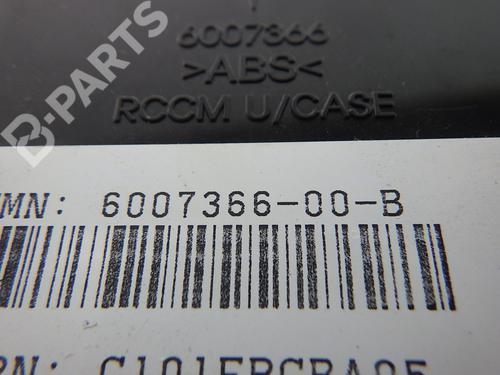 6007366
>ABS<
RCCM U/CASE
B-PARTS
MN: 6007366-00-B